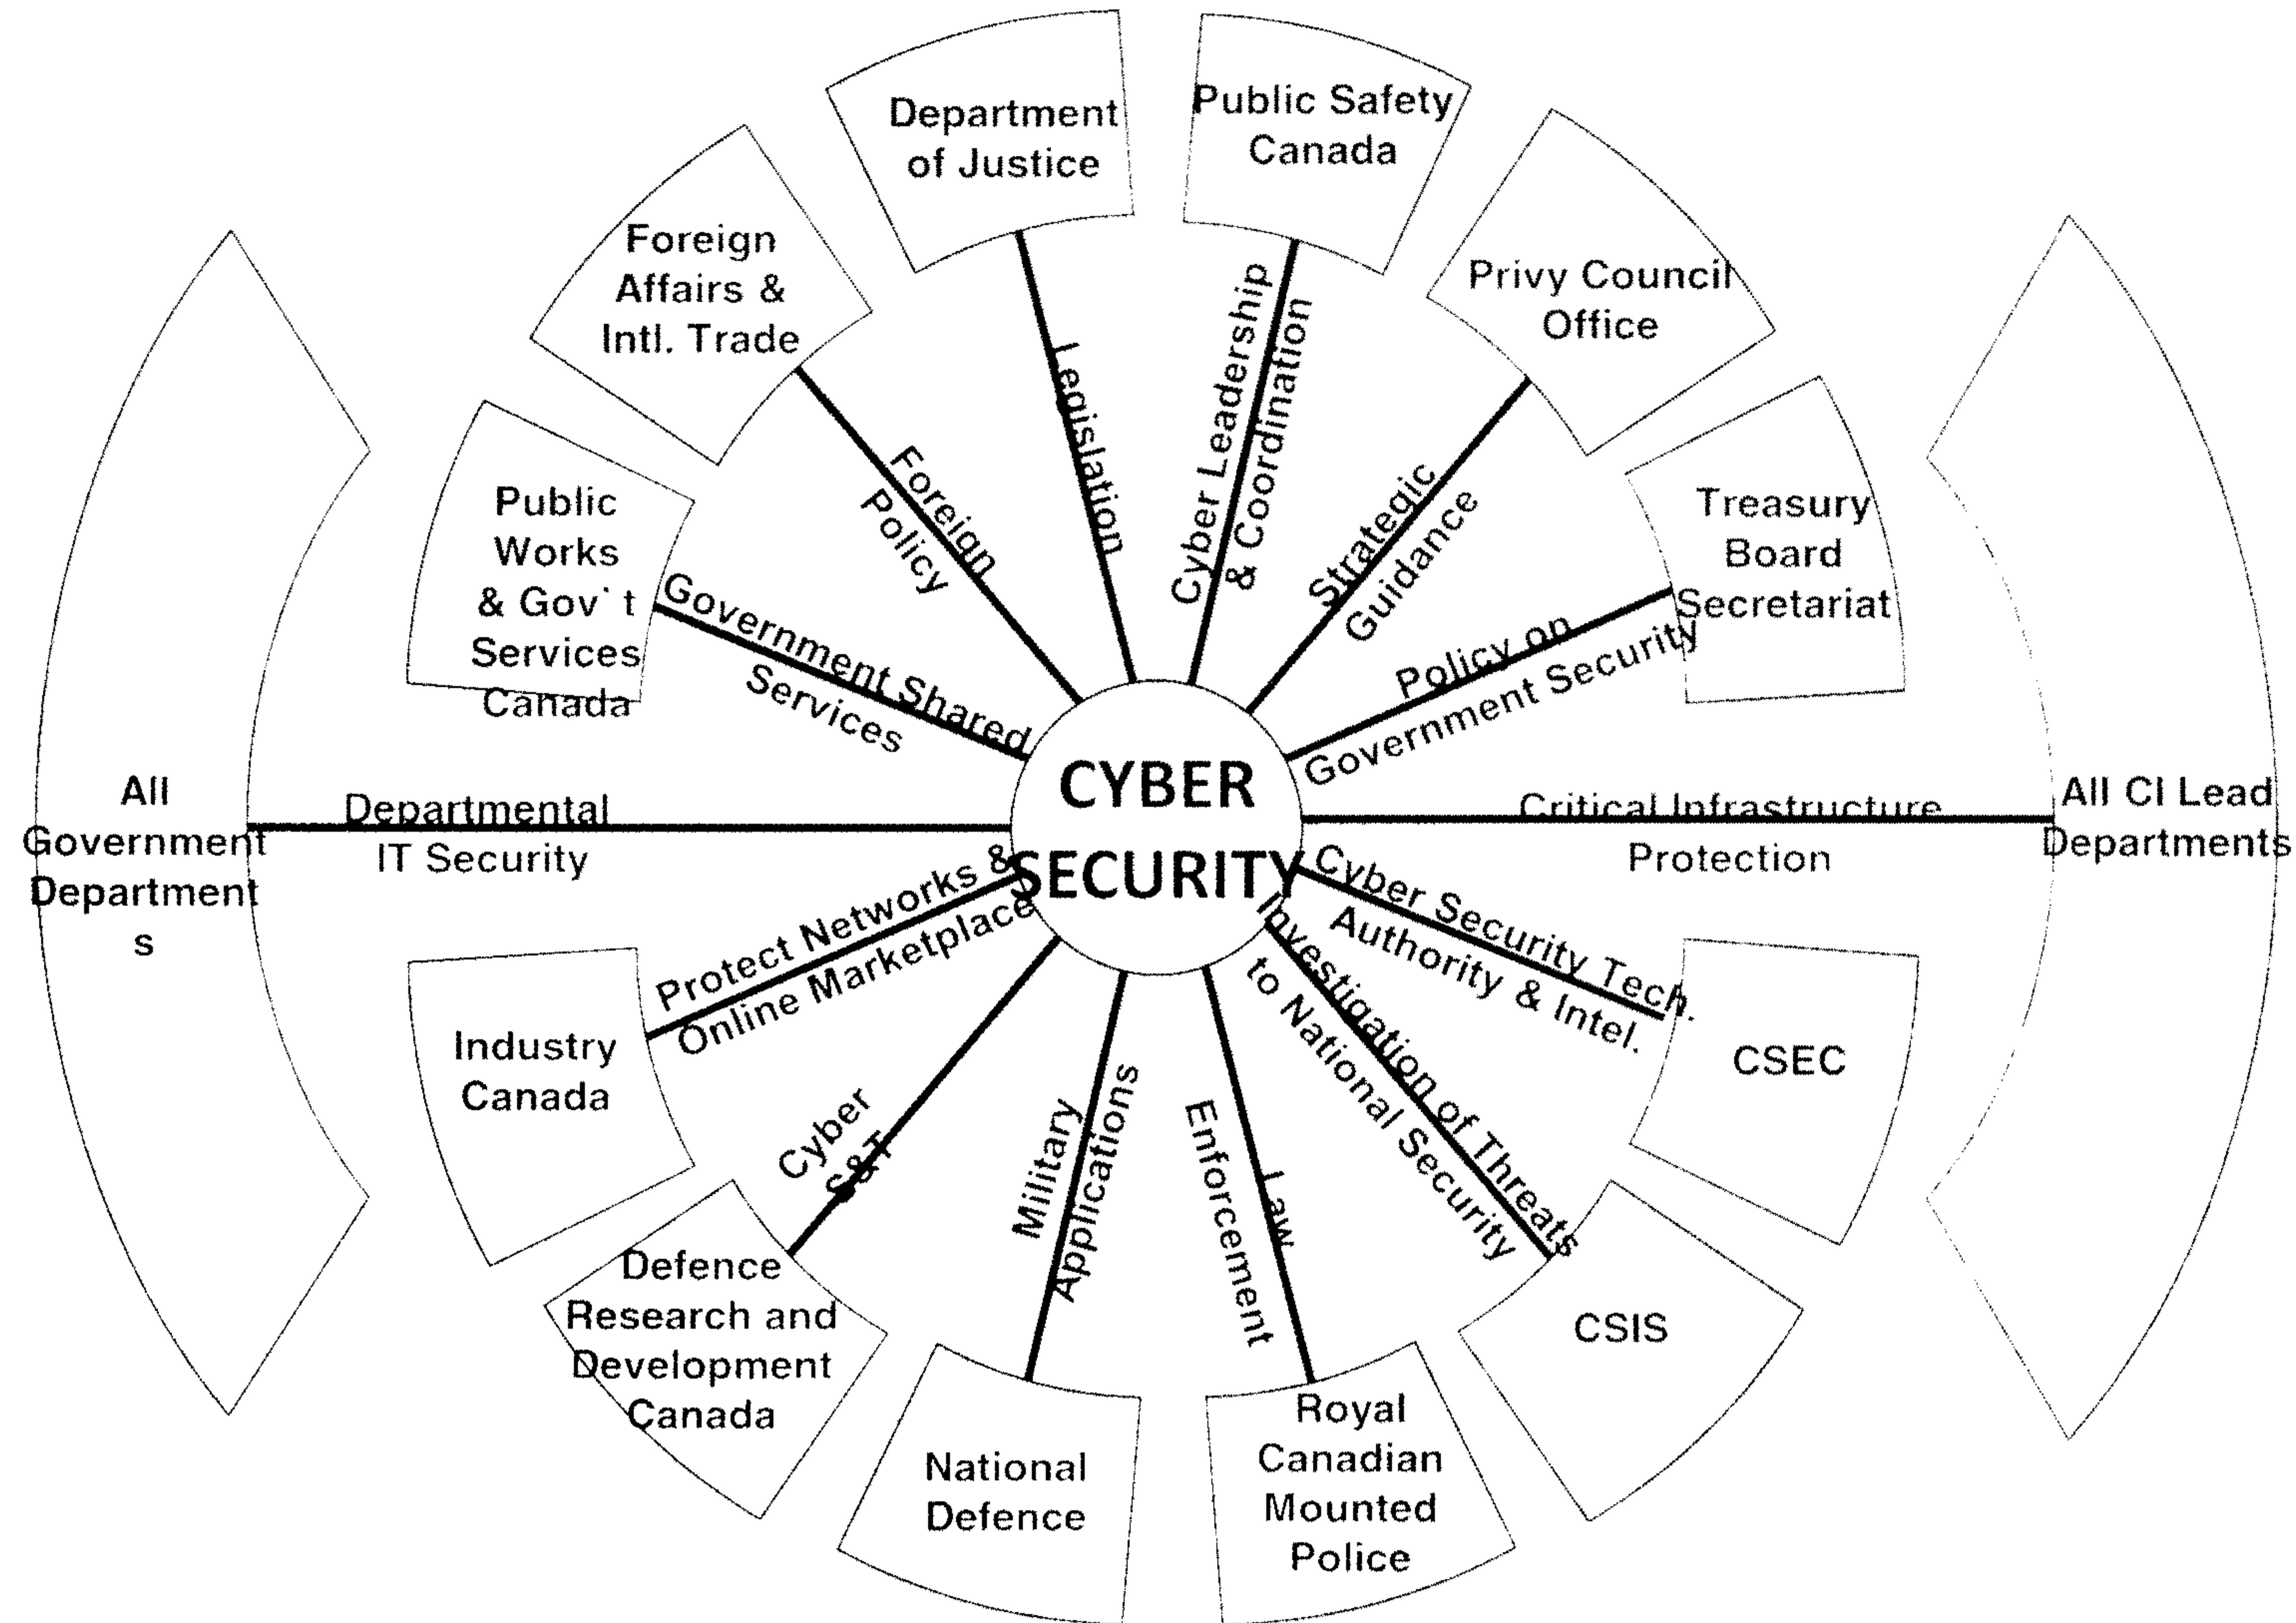 Department
of Justice
Public Safety
Canada
Foreign
Affairs &
Intl. Trade
Privy Council
Office
Public
Works
& Gov`t
Services
Canada
Treasury
Board
Secretariat
Legislation
Cyber Leadership
& Coordination
Foreign
Policy
Strategic
Guidance
Government Shared
Services
Policy on
Government Security
All
Government
Department
s
Departmental
IT Security
CYBER
SECURITY
Critical Infrastructure
Protection
All CI Lead
Departments
Protect Networks &
Online Marketplace
Cyber Security Tech.
Authority & Intel.
Industry
Canada
CSEC
Cyber
S&T
Military
Applications
Law
Enforcement
Investigation of Threats
to National Security
Defence
Research and
Development
Canada
CSIS
National
Defence
Royal
Canadian
Mounted
Police